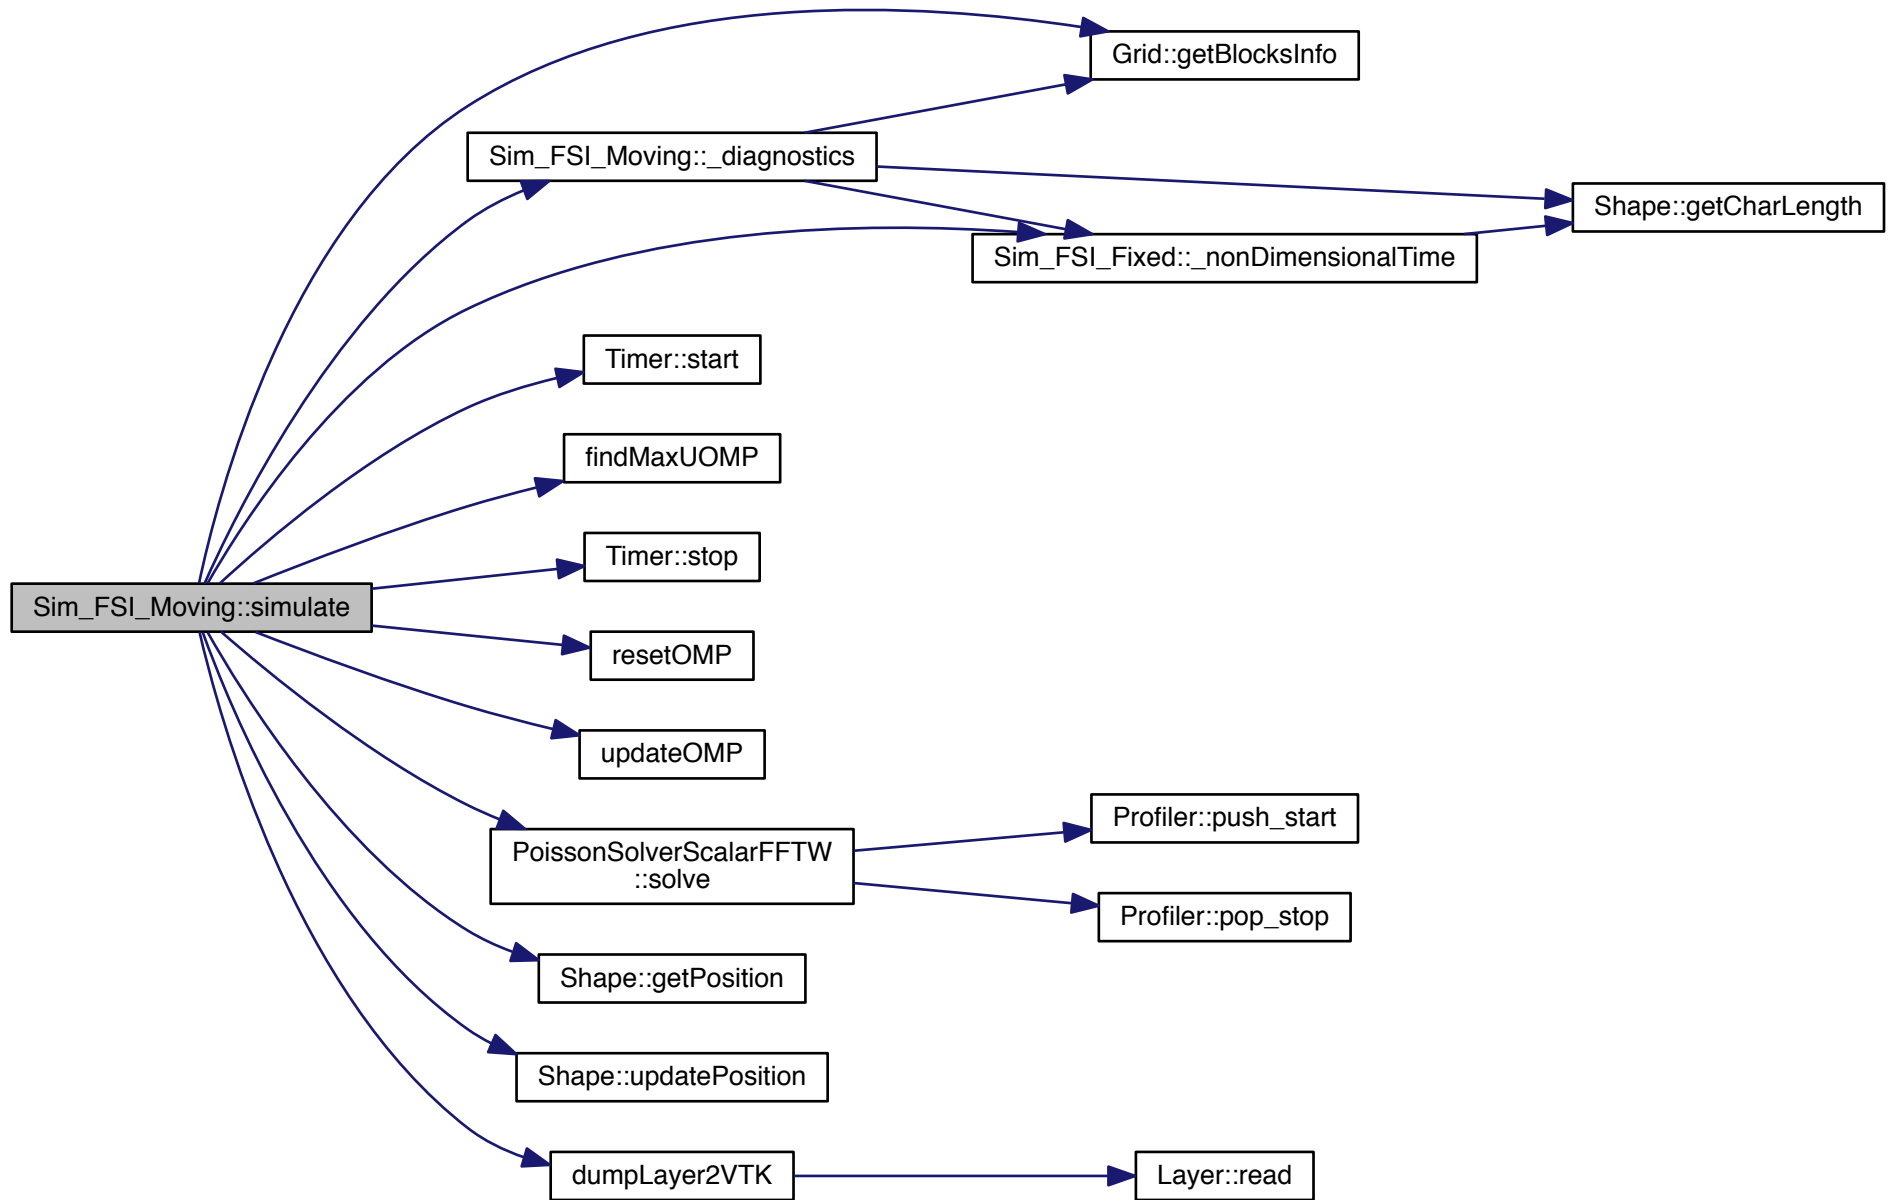 Grid::getBlocksInfo
Sim_FSI_Moving::_diagnostics
Shape::getCharLength
Sim_FSI_Fixed::_nonDimensionalTime
Timer::start
findMaxUOMP
Timer::stop
Sim_FSI_Moving::simulate
resetOMP
updateOMP
Profiler::push_start
PoissonSolverScalarFFTW
::solve
Profiler::pop_stop
Shape::getPosition
Shape::updatePosition
dumpLayer2VTK
Layer::read